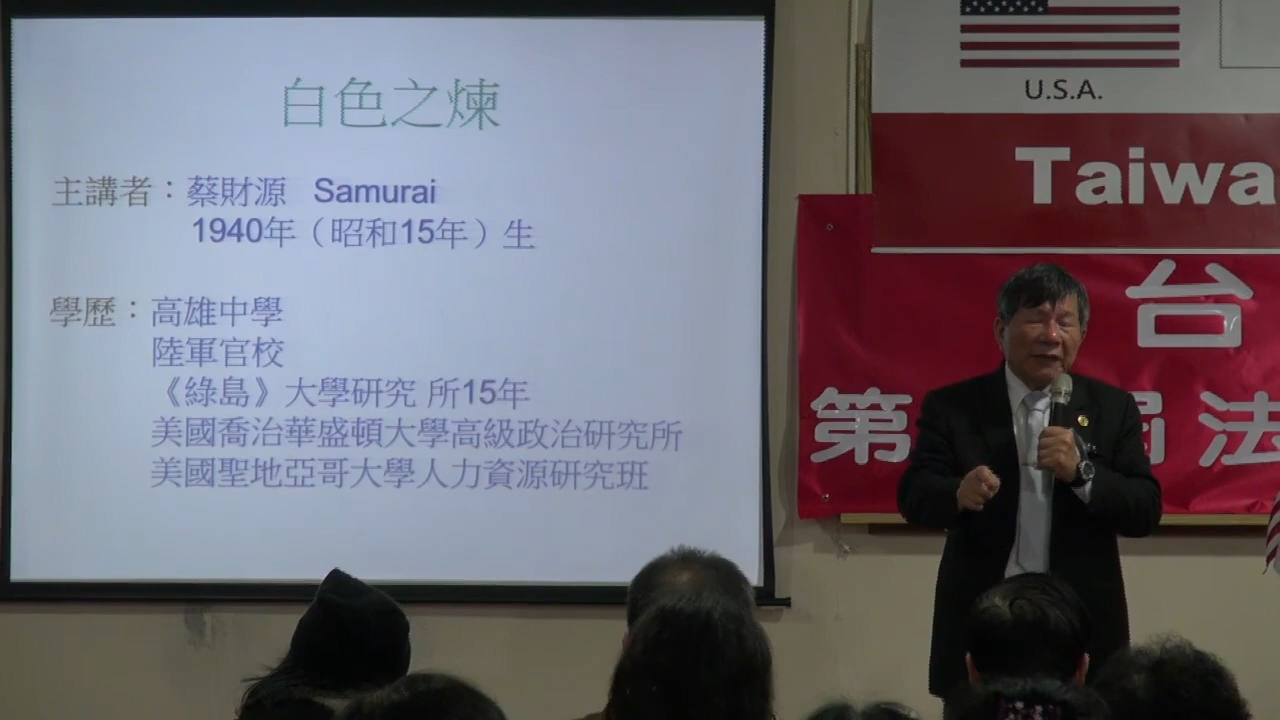 白色之煉
主講者：蔡財源 Samurai
1940年（昭和15年）生
學歷：高雄中學
陸軍官校
《綠島》大學研究 所15年
美國喬治華盛頓大學高級政治研究所
美國聖地亞哥大學人力資源研究班
U.S.A.
Taiwa
台
第 屆法